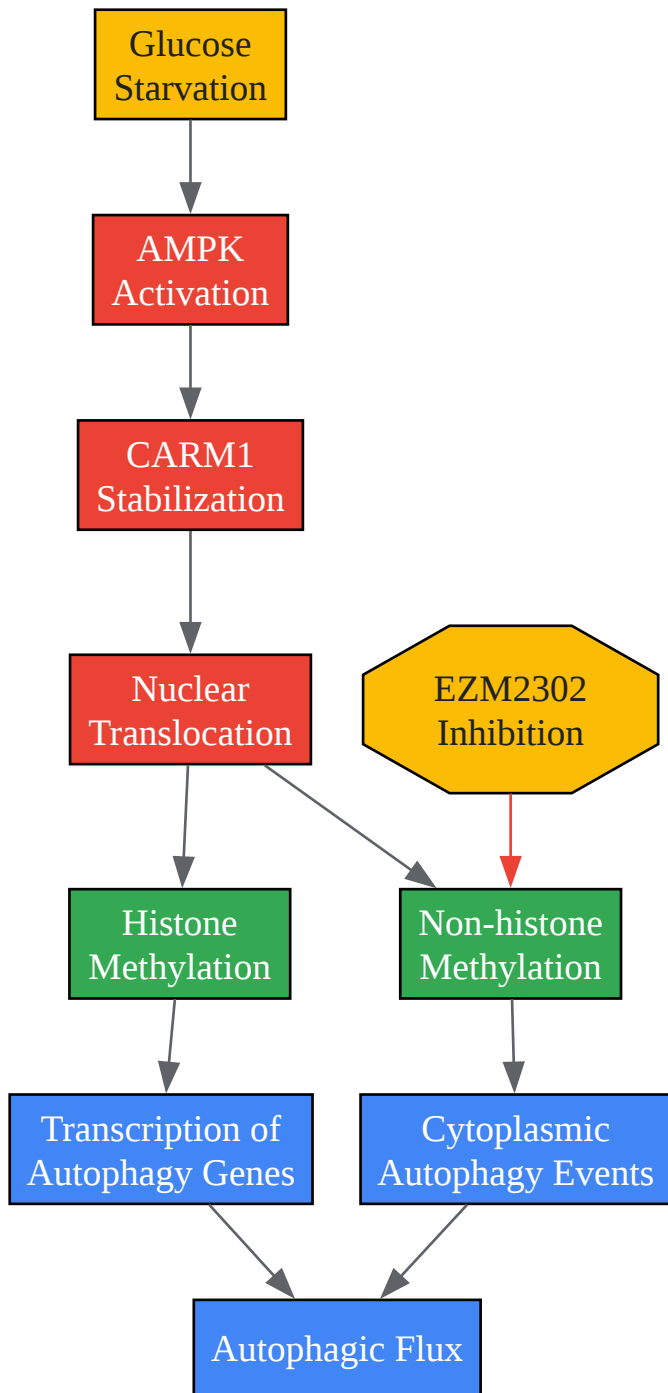 Glucose
Starvation
AMPK
Activation
CARM1
Stabilization
Nuclear
Translocation
EZM2302
Inhibition
Histone
Methylation
Non-histone
Methylation
Transcription of
Autophagy Genes
Cytoplasmic
Autophagy Events
Autophagic Flux